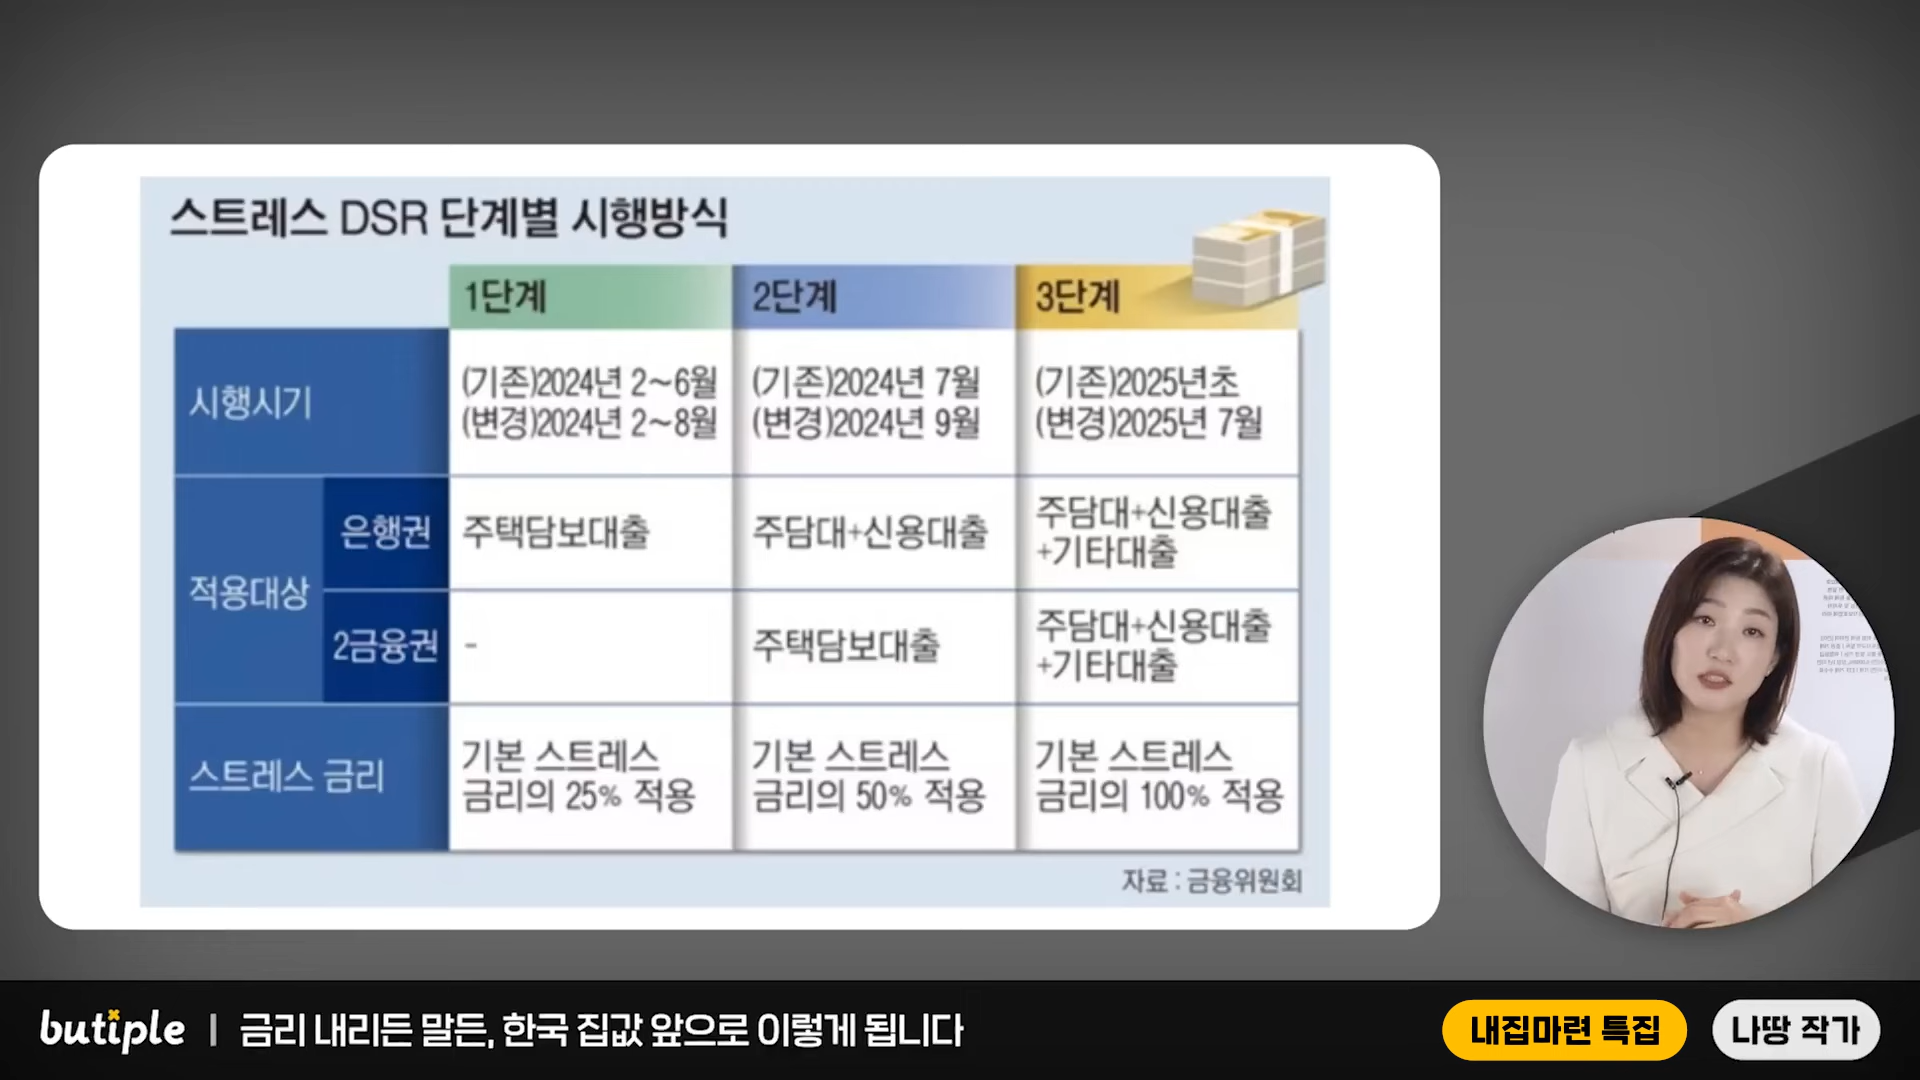 스트레스 DSR 단계별 시행방식
1단계
2단계
3단계
시행시기
(기존)2024년 2~6월
(변경)2024년 2~8월
(기존)2024년 7월
(변경)2024년 9월
(기존)2025년초
(변경)2025년 7월
적용대상
은행권
주택담보대출
주담대+신용대출
주담대+신용대출
+기타대출
2금융권
-
주택담보대출
주담대+신용대출
+기타대출
스트레스 금리
기본 스트레스
금리의 25% 적용
기본 스트레스
금리의 50% 적용
기본 스트레스
금리의 100% 적용
자료 : 금융위원회
butiple | 금리 내리든 말든, 한국 집값 앞으로 이렇게 됩니다
내집마련 특집
나땅 작가